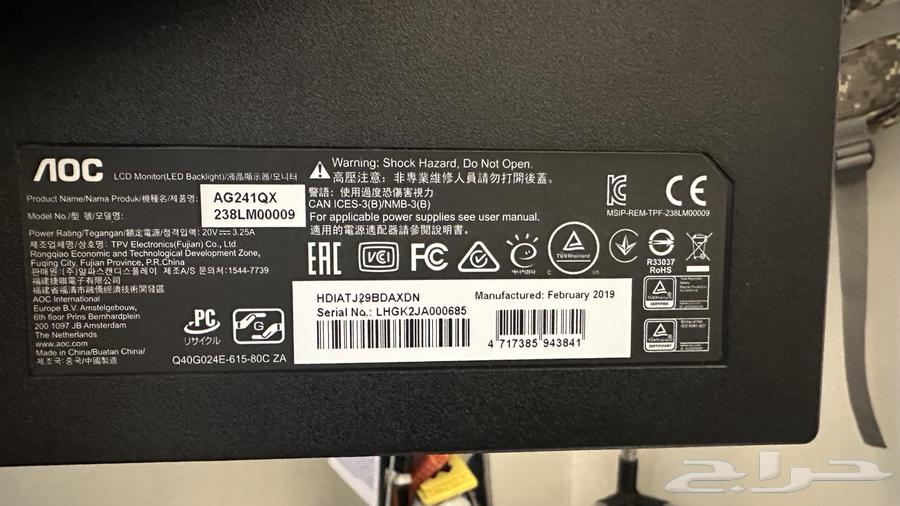 AOC
LCD Monitor(LED Backlight)/液晶顯示器/モニター
Product Name/Nama Produk/機種名/제품명:
AG241QX
Model No./型 號/모델명:
238LM00009
Power Rating/Tegangan/額定電源/정격입력: 20V⎓3.25A
제조업체명/상호명: TPV Electronics(Fujian) Co., Ltd.
Rongqiao Economic and Technological Development Zone,
Fuqing City, Fujian Province, P.R.China
판매원:(주)알파스캔디스플레이 제조A/S 문의처:1544-7739
福建捷聯電子有限公司
福建省福清市融僑經濟技術開發區
AOC International
Europe B.V. Amstelgebouw,
6th floor Prins Bernhardplein
200 1097 JB Amsterdam
The Netherlands
www.aoc.com
Made in China/Buatan China/
제조국:중국/中國製造
PC
リサイクル
G
Q40G024E-615-80C ZA
Warning: Shock Hazard, Do Not Open.
高壓注意: 非專業維修人員請勿打開後蓋。
警語: 使用過度恐傷害視力
CAN ICES-3(B)/NMB-3(B)
For applicable power supplies see user manual.
適用的電源適配器請參閱說明書。
MSIP-REM-TPF-238LM00009
CE
EAC
VCI
FC
TÜVRheinland
C US
R33037
RoHS
HDIATJ29BDAXDN
Serial No.: LHGK2JA000685
Manufactured: February 2019
4 717385 943841
حراج